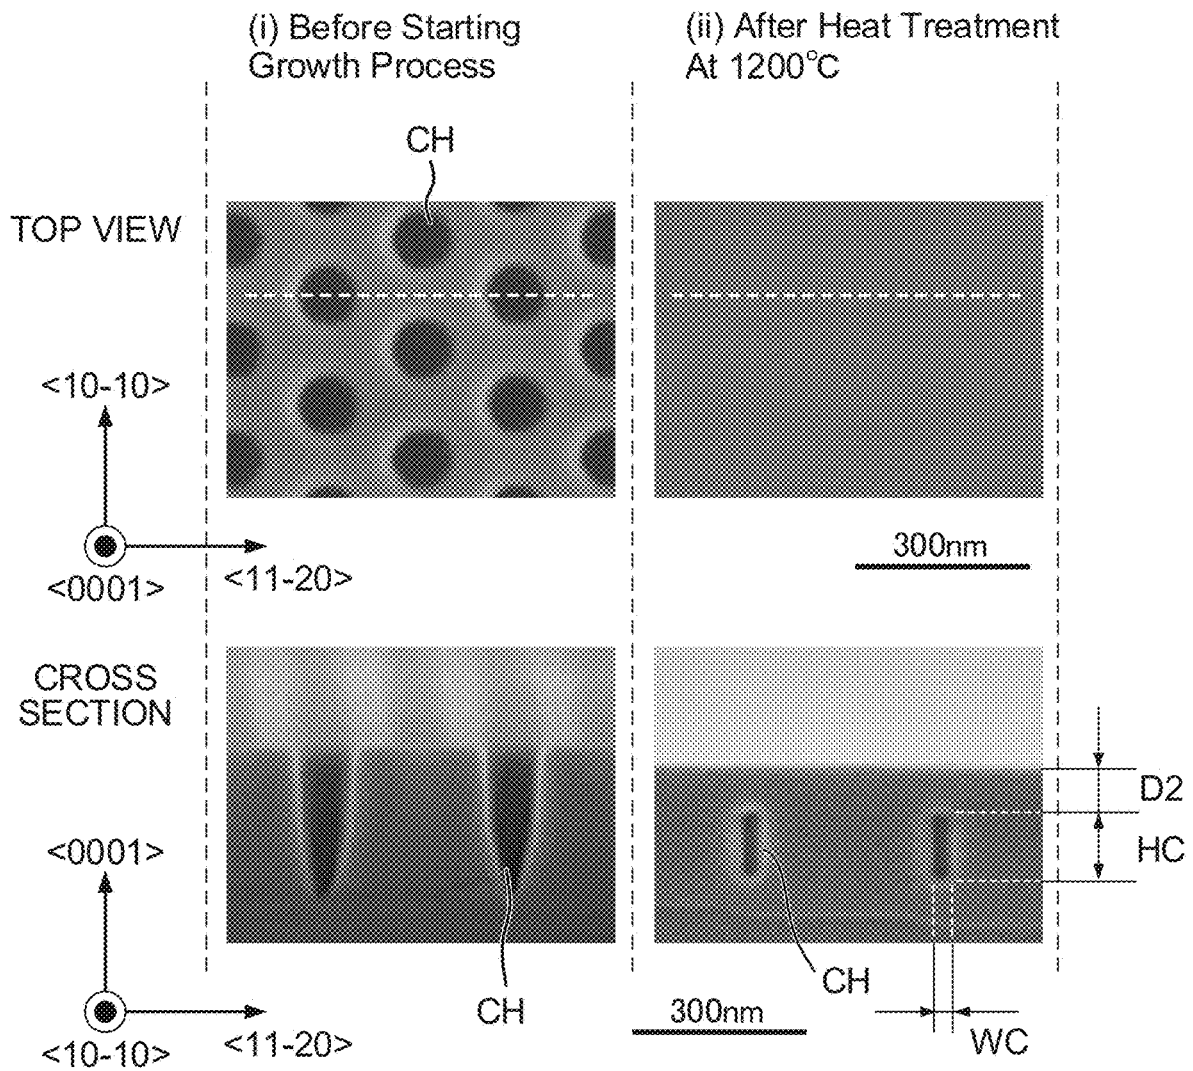 (i) Before Starting
Growth Process
(ii) After Heat Treatment
At 1200°C
CH
TOP VIEW
<10-10>
<0001>
<11-20>
300nm
CROSS
SECTION
D2
HC
<0001>
CH
CH
300nm
WC
<10-10>
<11-20>